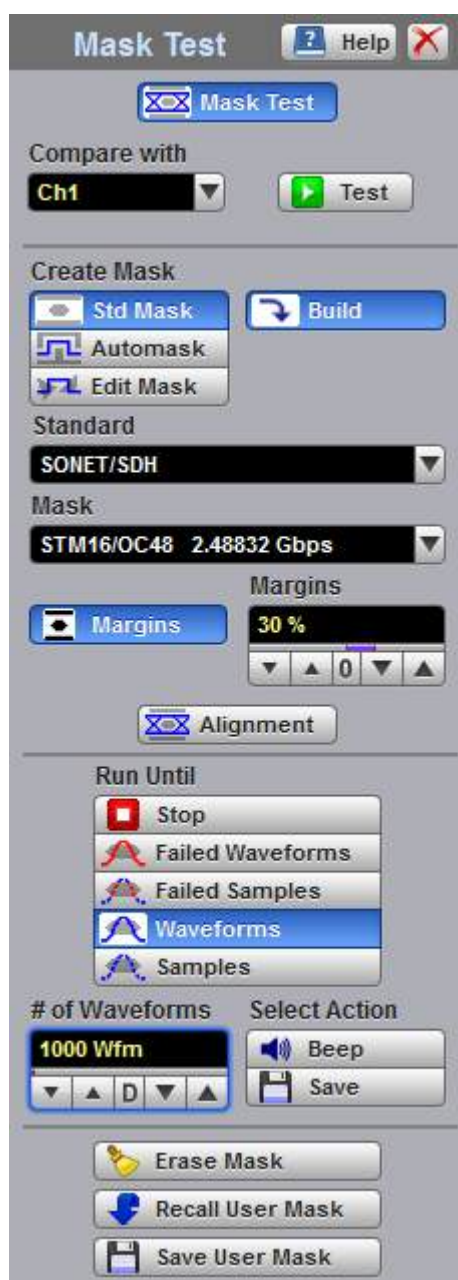 Mask Test ? Help
Mask Test
Compare with
Ch1 Test
Create Mask
Std Mask Build
Automask
Edit Mask
Standard
SONET/SDH
Mask
STM16/OC48 2.48832 Gbps
Margins
Margins 30 %
0
Alignment
Run Until
Stop
Failed Waveforms
Failed Samples
Waveforms
Samples
# of Waveforms Select Action
1000 Wfm Beep
D Save
Erase Mask
Recall User Mask
Save User Mask